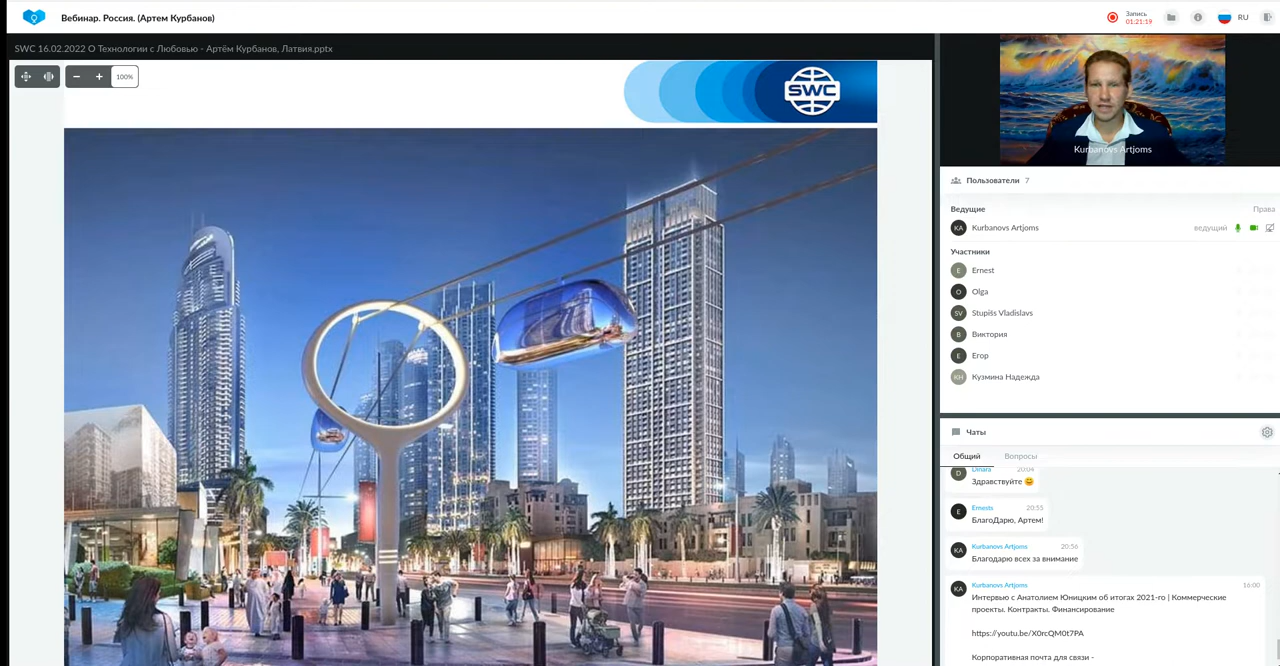 Вебинар. Россия. (Артем Курбанов)
Запись
01:21:19
RU
SWC 16.02.2022 О Технологии с Любовью - Артём Курбанов, Латвия.pptx
100%
SWC
Kurbanovs Artjoms
Пользователи 7
Ведущие
Права
KA Kurbanovs Artjoms ведущий
Участники
E Ernest
O Olga
SV Stupišs Vladislavs
В Виктория
Е Егор
КН Кузмина Надежда
Чаты
Общий Вопросы
D Dinara 20:04
Здравствуйте 😊
E Ernests 20:55
БлагоДарю, Артем!
KA Kurbanovs Artjoms 20:56
Благодарю всех за внимание
KA Kurbanovs Artjoms 16:00
Интервью с Анатолием Юницким об итогах 2021-го | Коммерческие
проекты. Контракты. Финансирование
https://youtu.be/X0rcQM0t7PA
Корпоративная почта для связи -